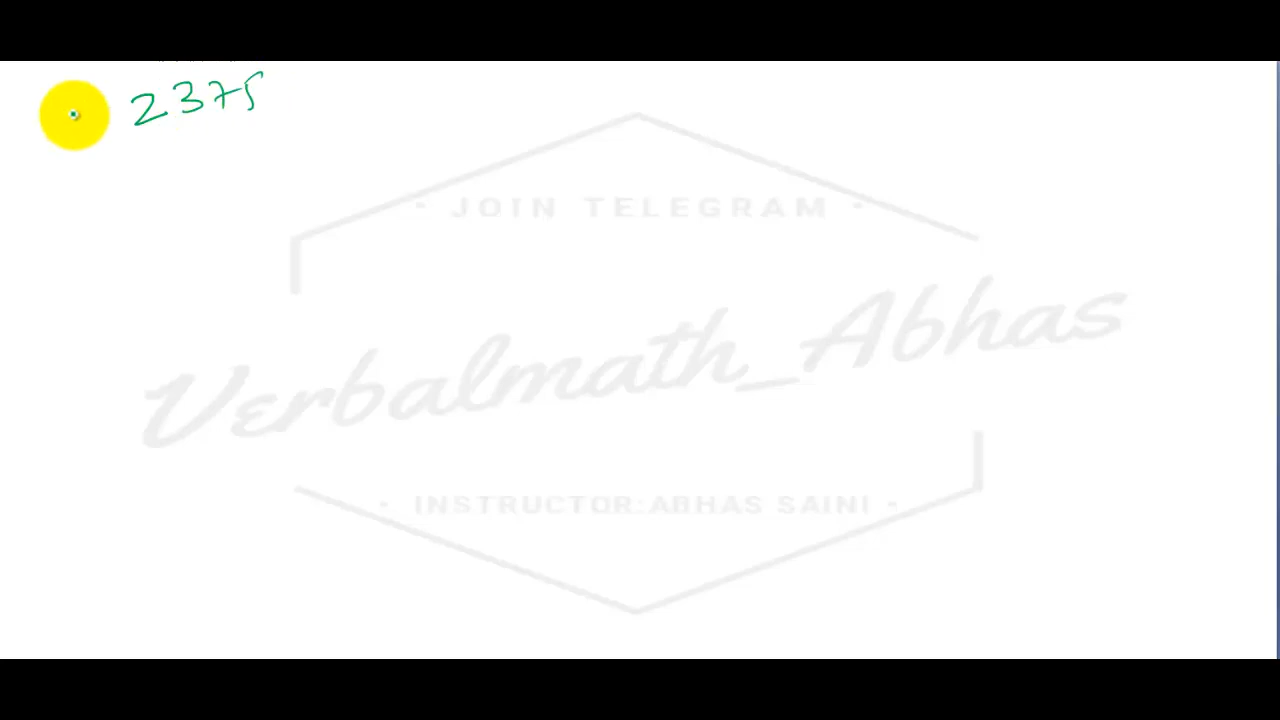 2375
• JOIN TELEGRAM •
Verbalmath_Abhas
• INSTRUCTOR:ABHAS SAINI •